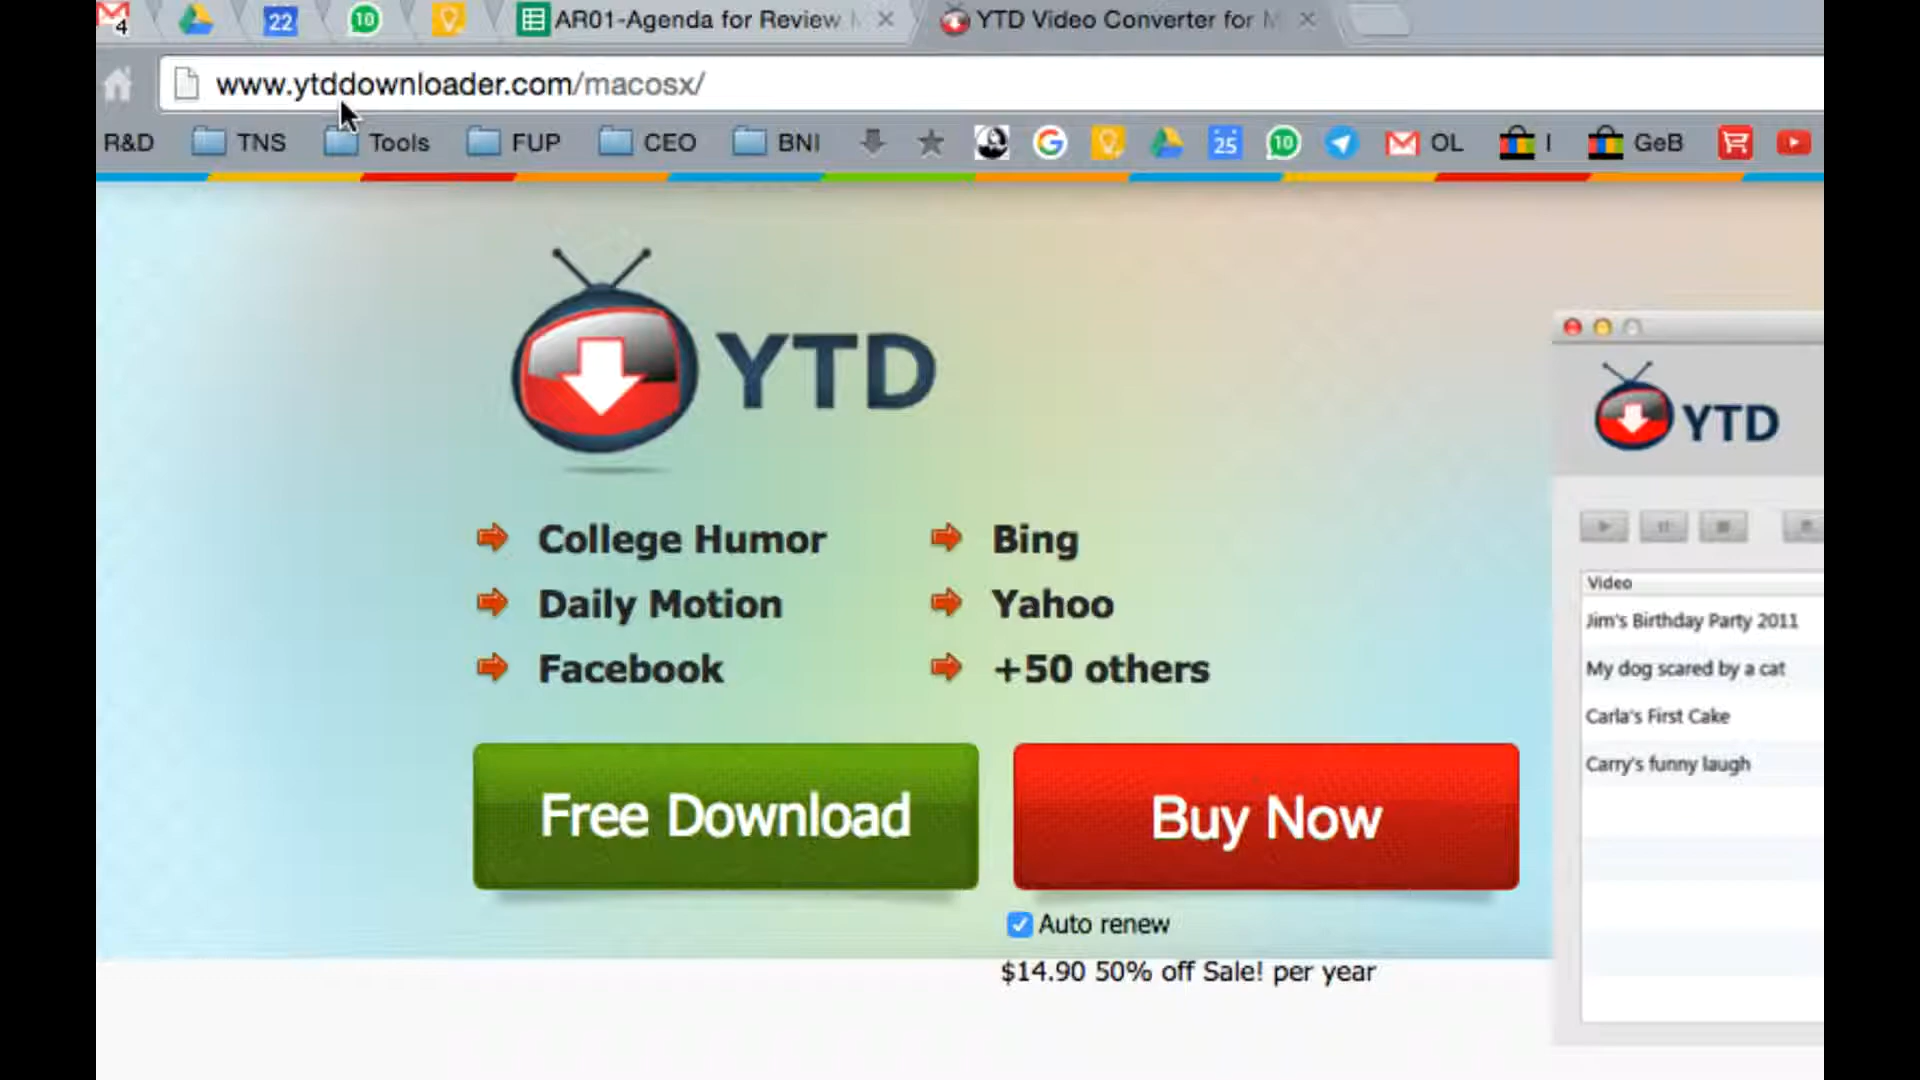 4
22
10
AR01-Agenda for Review
YTD Video Converter for M
www.ytddownloader.com/macosx/
R&D TNS Tools FUP CEO BNI 25 10 OL I GeB
YTD
College Humor
Bing
Daily Motion
Yahoo
Facebook
+50 others
Free Download
Buy Now
Auto renew
$14.90 50% off Sale! per year
YTD
Video
Jim's Birthday Party 2011
My dog scared by a cat
Carla's First Cake
Carry's funny laugh